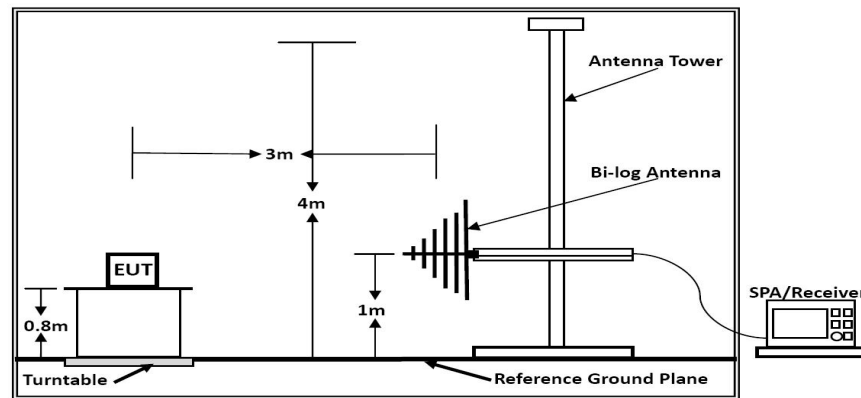 Antenna Tower
3m
Bi-log Antenna
4m
EUT
SPA/Receiver
0.8m
1m
Turntable
Reference Ground Plane